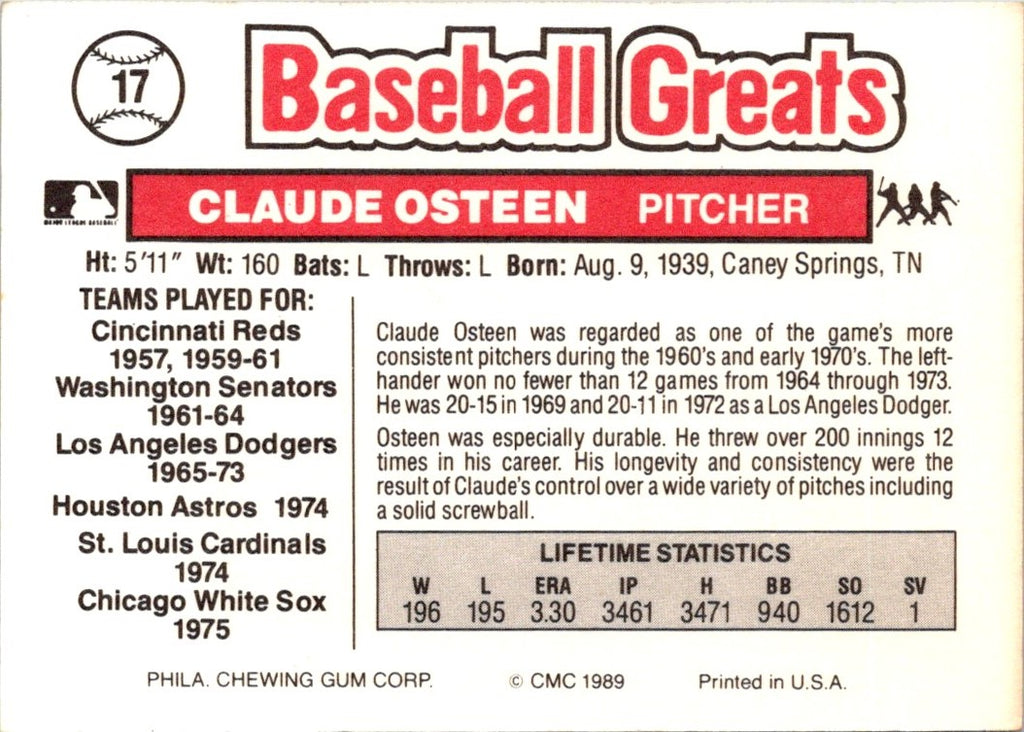 17
Baseball Greats
MAJOR LEAGUE BASEBALL
CLAUDE OSTEEN PITCHER
Ht: 5'11" Wt: 160 Bats: L Throws: L Born: Aug. 9, 1939, Caney Springs, TN
TEAMS PLAYED FOR:
Cincinnati Reds
1957, 1959-61
Washington Senators
1961-64
Los Angeles Dodgers
1965-73
Houston Astros 1974
St. Louis Cardinals
1974
Chicago White Sox
1975
Claude Osteen was regarded as one of the game's more
consistent pitchers during the 1960's and early 1970's. The left-
hander won no fewer than 12 games from 1964 through 1973.
He was 20-15 in 1969 and 20-11 in 1972 as a Los Angeles Dodger.
Osteen was especially durable. He threw over 200 innings 12
times in his career. His longevity and consistency were the
result of Claude's control over a wide variety of pitches including
a solid screwball.
LIFETIME STATISTICS
W L ERA IP H BB SO SV
196 195 3.30 3461 3471 940 1612 1
PHILA. CHEWING GUM CORP. © CMC 1989 Printed in U.S.A.